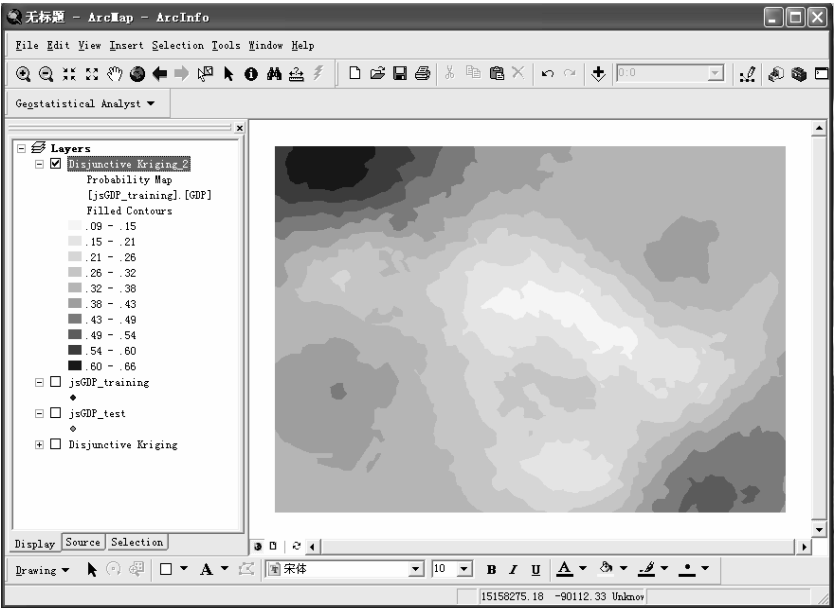 无标题 - ArcMap - ArcInfo
File Edit View Insert Selection Tools Window Help
0:0
Geostatistical Analyst
Layers
Disjunctive Kriging_2
Probability Map
[jsGDP_training].[GDP]
Filled Contours
.09 - .15
.15 - .21
.21 - .26
.26 - .32
.32 - .38
.38 - .43
.43 - .49
.49 - .54
.54 - .60
.60 - .66
jsGDP_training
jsGDP_test
Disjunctive Kriging
Display Source Selection
Drawing A 宋体 10 B I U A
15158275.18 -90112.33 Unknov